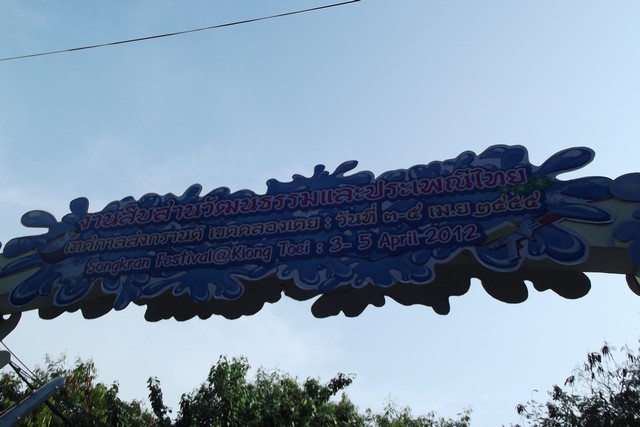 งานสืบสานวัฒนธรรมและประเพณีไทย
เทศกาลสงกรานต์ เขตคลองเตย : วันที่ ๓-๕ เม.ย ๒๕๕๕
Songkran Festival@Klong Toei : 3- 5 April 2012